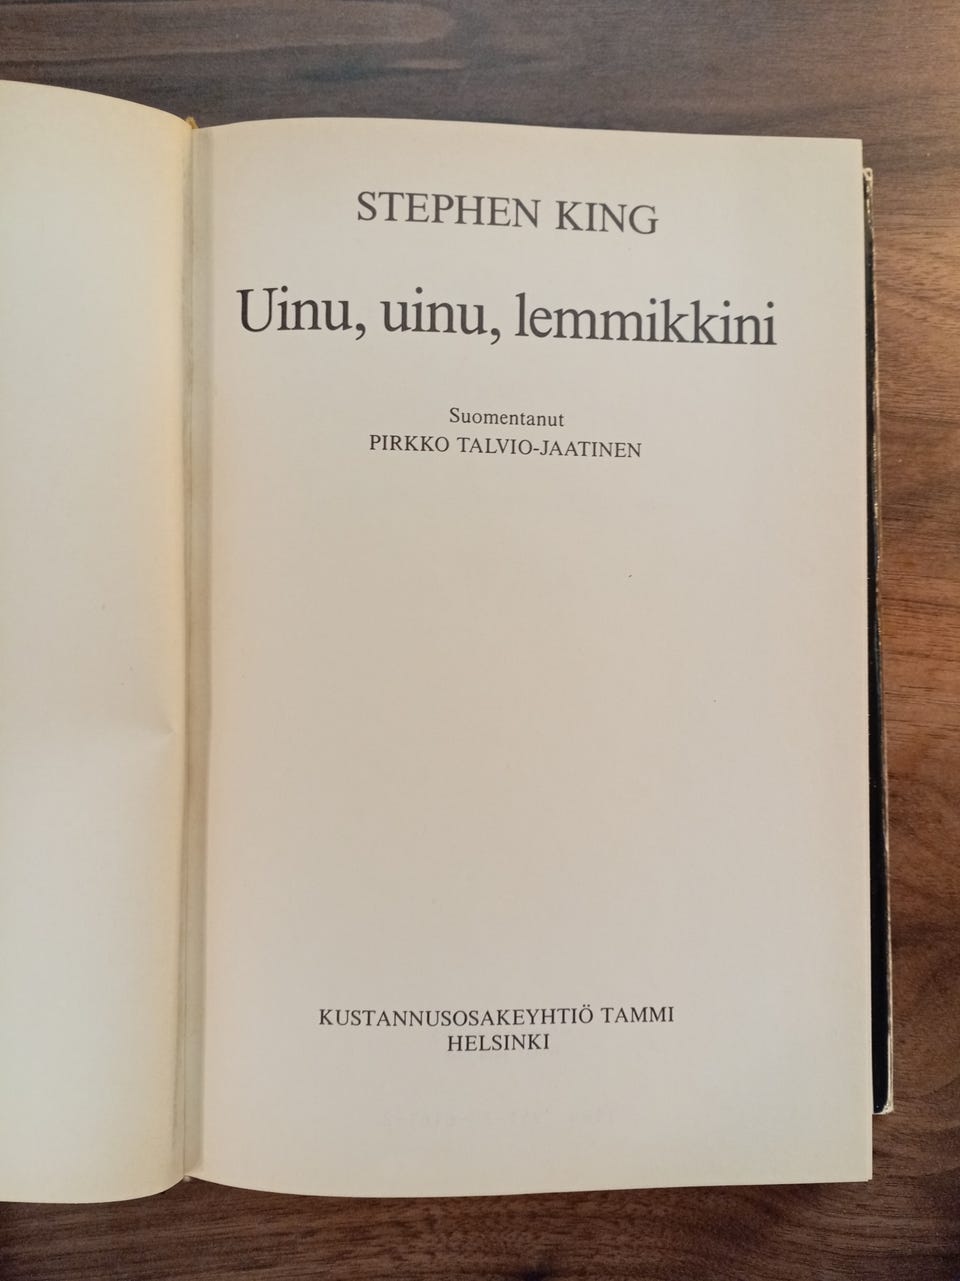 STEPHEN KING
Uinu, uinu, lemmikkini
Suomentanut
PIRKKO TALVIO-JAATINEN
KUSTANNUSOSAKEYHTIÖ TAMMI
HELSINKI